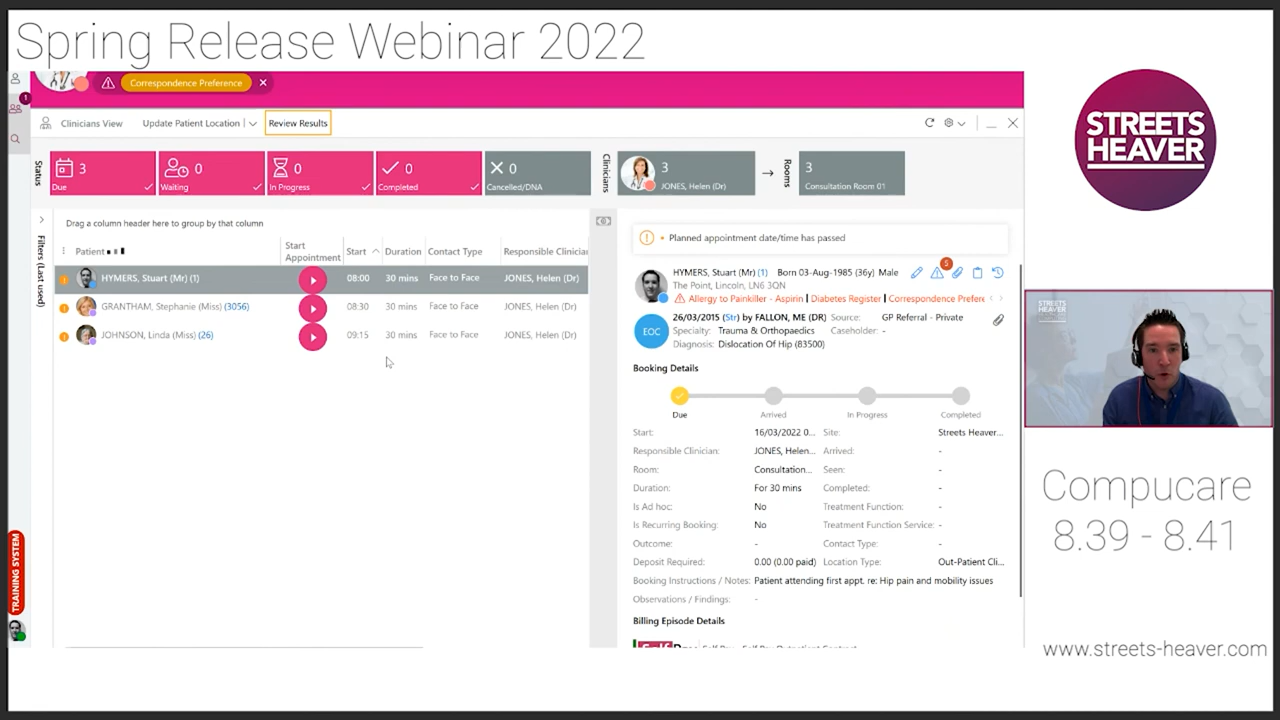 Spring Release Webinar 2022
Correspondence Preference
1
Clinicians View
Update Patient Location
Review Results
Status
3
Due
0
Waiting
0
In Progress
0
Completed
0
Cancelled/DNA
Clinicians
3
JONES, Helen (Dr)
Rooms
3
Consultation Room 01
Drag a column header here to group by that column
Filters (Last used)
Patient
Start Appointment
Start
Duration
Contact Type
Responsible Clinician
HYMERS, Stuart (Mr) (1) 08:00 30 mins Face to Face JONES, Helen (Dr)
GRANTHAM, Stephanie (Miss) (3056) 08:30 30 mins Face to Face JONES, Helen (Dr)
JOHNSON, Linda (Miss) (26) 09:15 30 mins Face to Face JONES, Helen (Dr)
Planned appointment date/time has passed
HYMERS, Stuart (Mr) (1) Born 03-Aug-1985 (36y) Male
5
The Point, Lincoln, LN6 3QN
Allergy to Painkiller - Aspirin | Diabetes Register | Correspondence Prefere
EOC
26/03/2015 (Str) by FALLON, ME (DR) Source: GP Referral - Private
Specialty: Trauma & Orthopaedics Caseholder: -
Diagnosis: Dislocation Of Hip (83500)
Booking Details
Due Arrived In Progress Completed
Start: 16/03/2022 0... Site: Streets Heaver...
Responsible Clinician: JONES, Helen... Arrived: -
Room: Consultation... Seen: -
Duration: For 30 mins Completed: -
Is Ad hoc: No Treatment Function: -
Is Recurring Booking: No Treatment Function Service: -
Outcome: - Contact Type: -
Deposit Required: 0.00 (0.00 paid) Location Type: Out-Patient Cli...
Booking Instructions / Notes: Patient attending first appt. re: Hip pain and mobility issues
Observations / Findings: -
Billing Episode Details
TRAINING SYSTEM
STREETS
HEAVER
STREETS
HEAVER
Compucare
8.39 - 8.41
www.streets-heaver.com